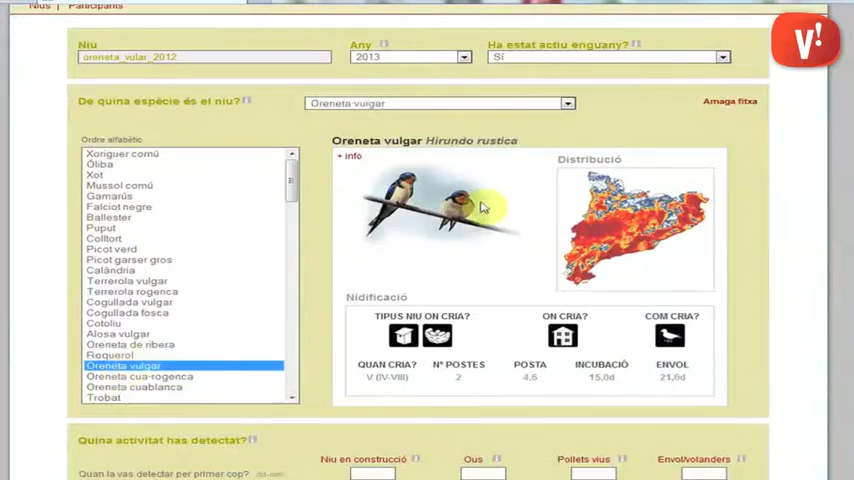 Nius | Participants
V!
Niu
Any
Ha estat actiu enguany?
oreneta_vular_2012
2013
Sí
De quina espècie és el niu?
Oreneta vulgar
Amaga fitxa
Ordre alfabètic
Xoriguer comú
Òliba
Xot
Mussol comú
Gamarús
Falciot negre
Ballester
Puput
Colltort
Picot verd
Picot garser gros
Calàndria
Terrerola vulgar
Terrerola rogenca
Cogullada vulgar
Cogullada fosca
Cotoliu
Alosa vulgar
Oreneta de ribera
Roquerol
Oreneta vulgar
Oreneta cua-rogenca
Oreneta cuablanca
Trobat
Oreneta vulgar Hirundo rustica
+ info
Distribució
Nidificació
TIPUS NIU ON CRIA?
ON CRIA?
COM CRIA?
QUAN CRIA?
Nº POSTES
POSTA
INCUBACIÓ
ENVOL
V (IV-VIII)
2
4,5
15,0d
21,0d
Quina activitat has detectat?
Niu en construcció
Ous
Pollets vius
Envol/volanders
Quan la vas detectar per primer cop?